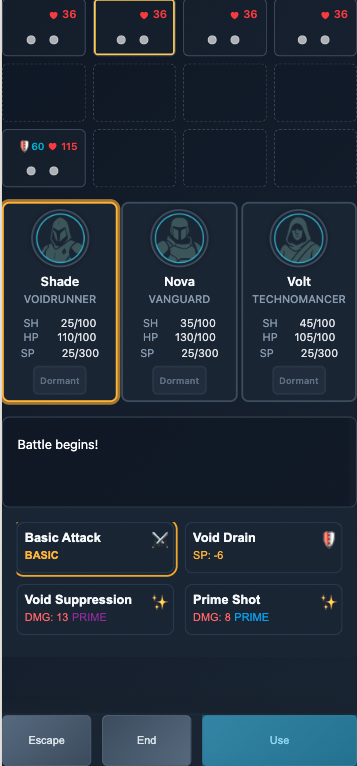 36 36 36 36
60 115
Shade Nova Volt
VOIDRUNNER VANGUARD TECHNOMANCER
SH 25/100 SH 35/100 SH 45/100
HP 110/100 HP 130/100 HP 105/100
SP 25/300 SP 25/300 SP 25/300
Dormant Dormant Dormant
Battle begins!
Basic Attack Void Drain
BASIC SP: -6
Void Suppression Prime Shot
DMG: 13 PRIME DMG: 8 PRIME
Escape End Use